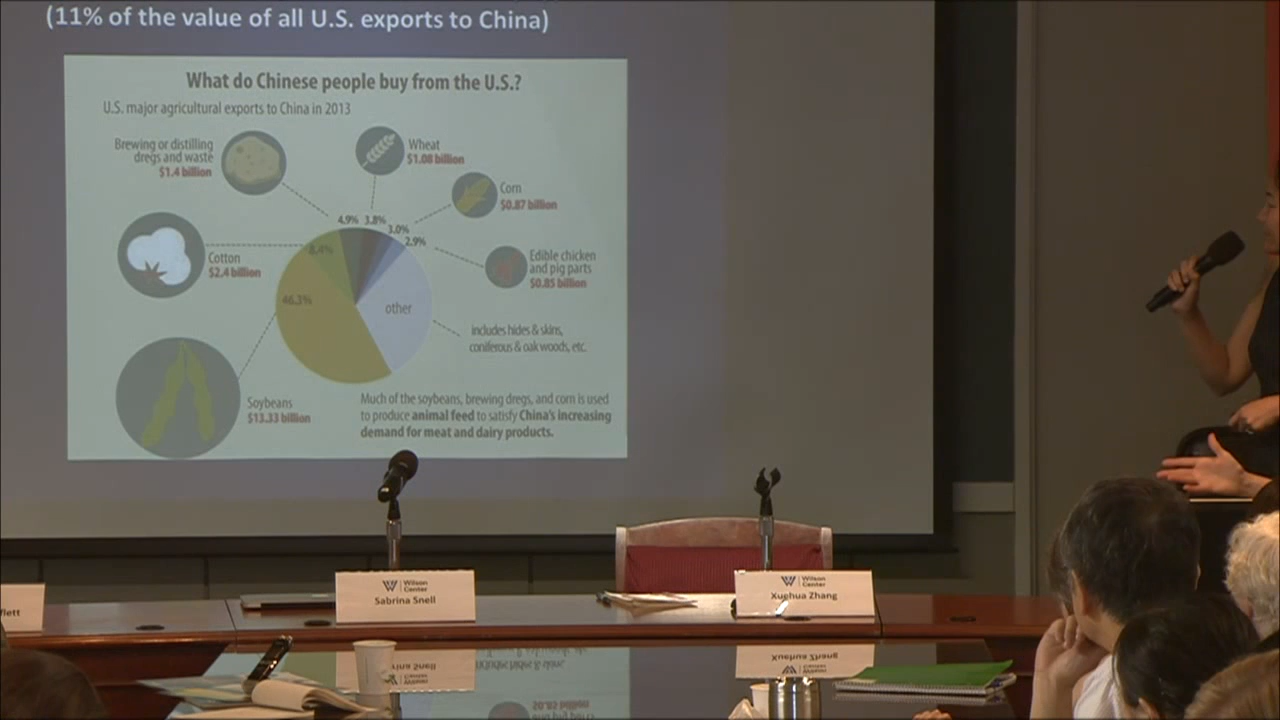 (11% of the value of all U.S. exports to China)
What do Chinese people buy from the U.S.?
U.S. major agricultural exports to China in 2013
Brewing or distilling
dregs and waste
$1.4 billion
Wheat
$1.08 billion
Corn
$0.87 billion
4.9%
3.8%
3.0%
2.9%
8.4%
Cotton
$2.4 billion
Edible chicken
and pig parts
$0.85 billion
46.3%
other
includes hides & skins,
coniferous & oak woods, etc.
Soybeans
$13.33 billion
Much of the soybeans, brewing dregs, and corn is used
to produce animal feed to satisfy China's increasing
demand for meat and dairy products.
flett
Wilson
Center
Sabrina Snell
Wilson
Center
Xuehua Zhang